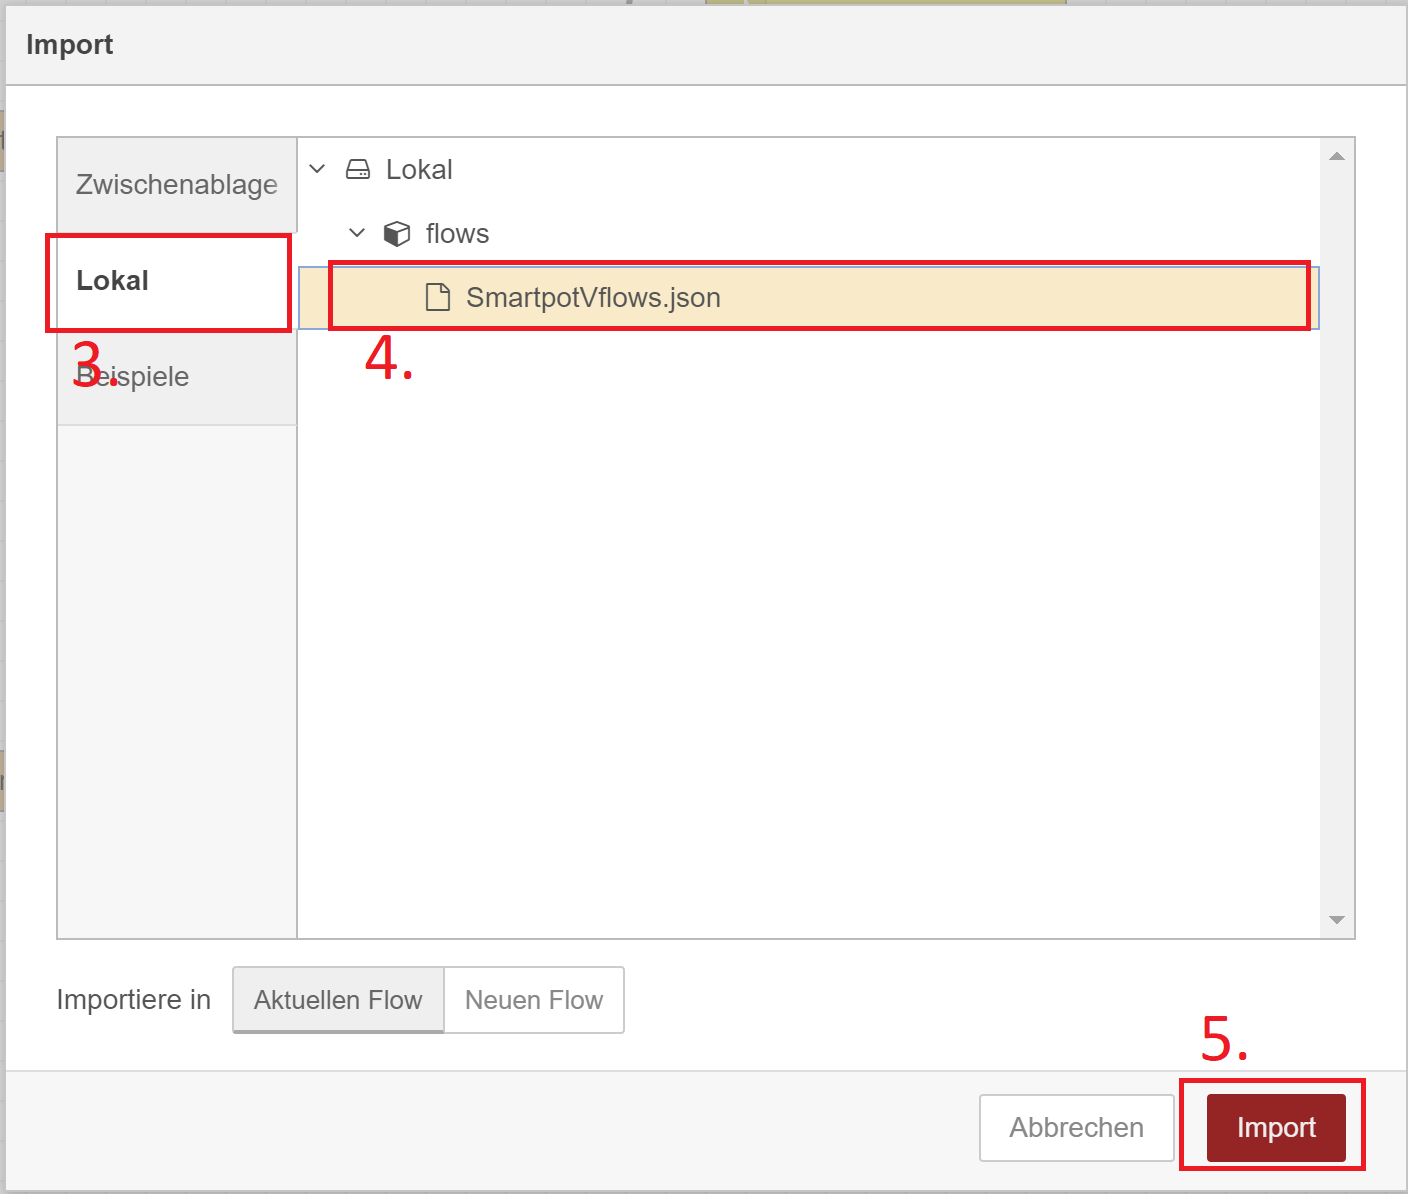 Import
Zwischenablage
Lokal
3.
Beispiele
Lokal
flows
SmartpotVflows.json
4.
Importiere in
Aktuellen Flow
Neuen Flow
5.
Abbrechen
Import